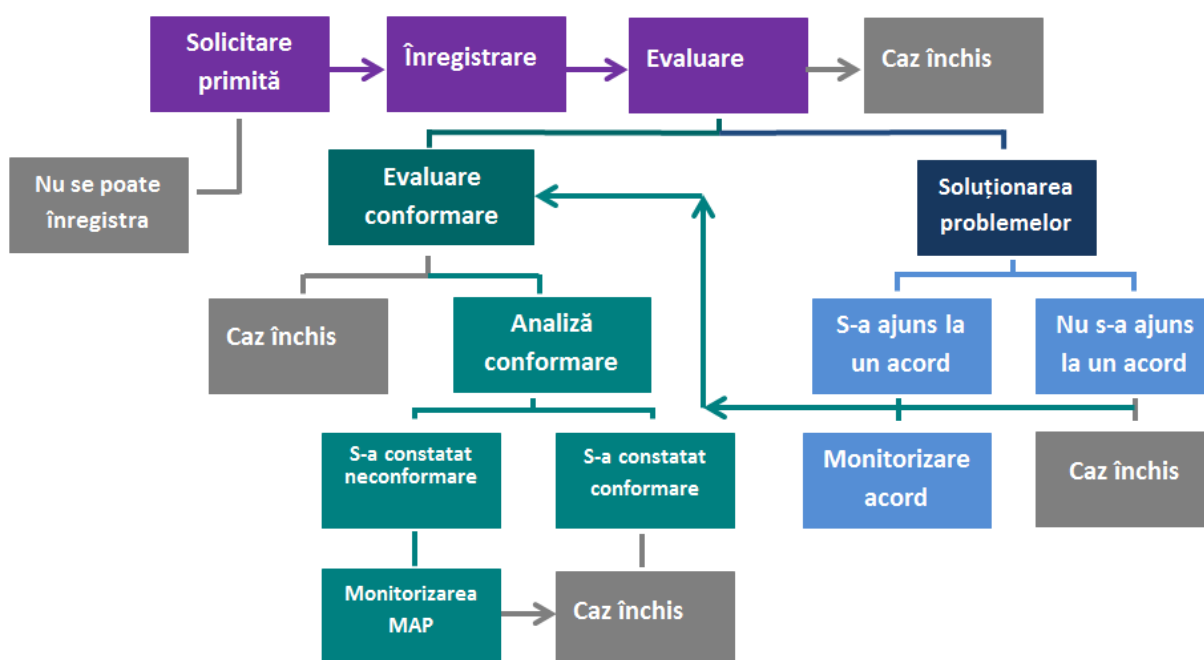 Solicitare
primită
Înregistrare
Evaluare
Caz închis
Nu se poate
înregistra
Evaluare
conformare
Soluționarea
problemelor
Caz închis
Analiză
conformare
S-a ajuns la
un acord
Nu s-a ajuns
la un acord
S-a constatat
neconformare
S-a constatat
conformare
Monitorizare
acord
Caz închis
Monitorizarea
MAP
Caz închis